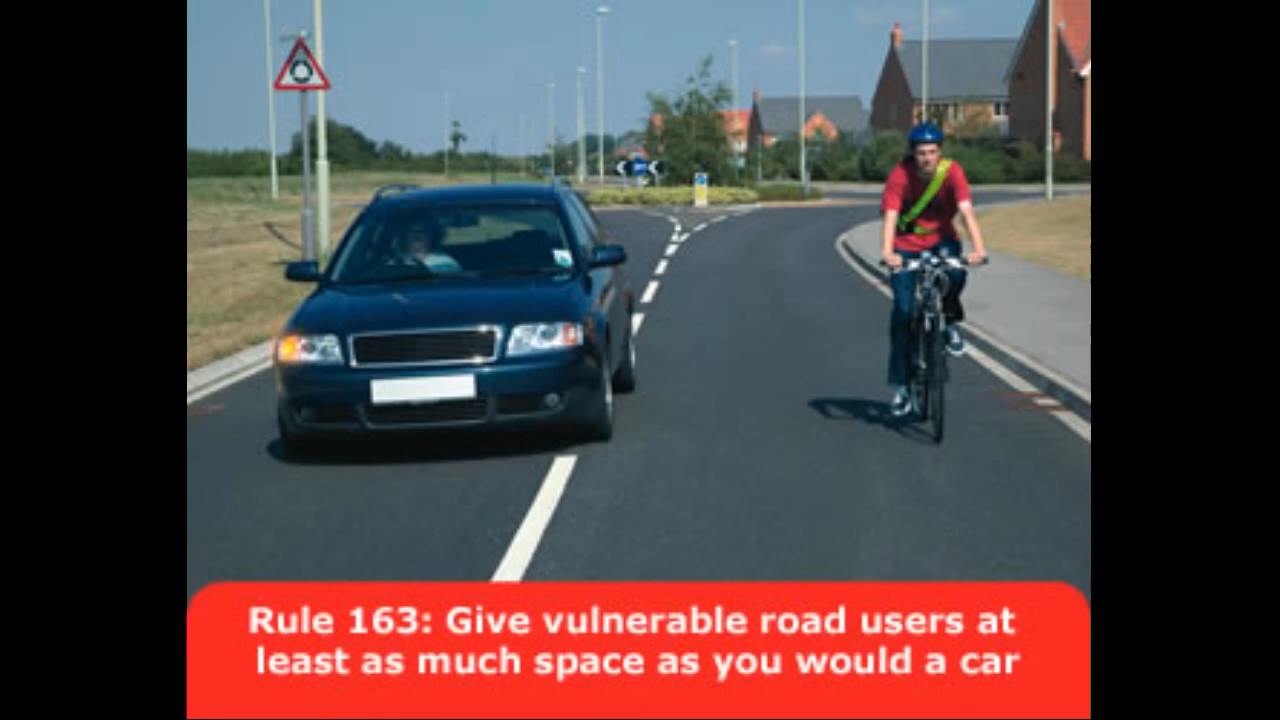 Rule 163: Give vulnerable road users at
least as much space as you would a car